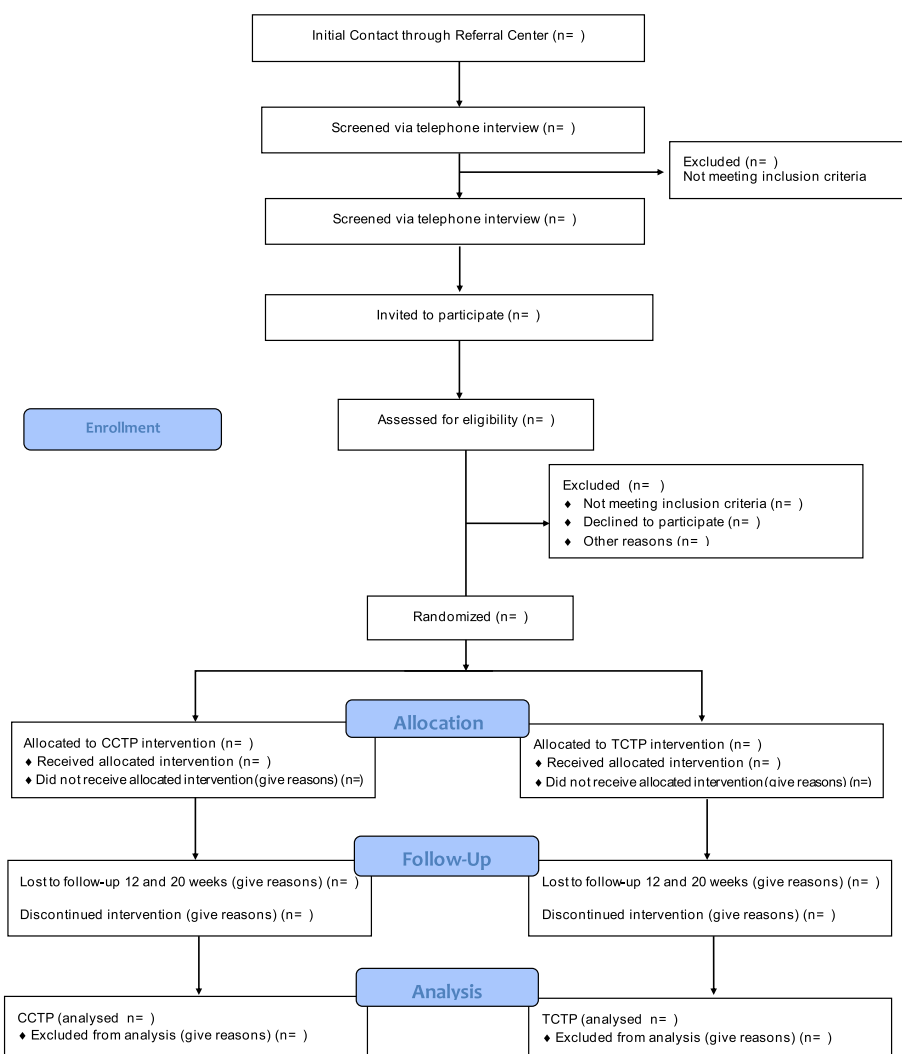 Initial Contact through Referral Center (n= )
Screened via telephone interview (n= )
Excluded (n= )
Not meeting inclusion criteria
Screened via telephone interview (n= )
Invited to participate (n= )
Assessed for eligibility (n= )
Enrollment
Excluded (n= )
♦ Not meeting inclusion criteria (n= )
♦ Declined to participate (n= )
♦ Other reasons (n= )
Randomized (n= )
Allocation
Allocated to CCTP intervention (n= )
♦ Received allocated intervention (n= )
♦ Did not receive allocated intervention (give reasons) (n=)
Allocated to TCTP intervention (n= )
♦ Received allocated intervention (n= )
♦ Did not receive allocated intervention (give reasons) (n=)
Follow-Up
Lost to follow-up 12 and 20 weeks (give reasons) (n= )
Discontinued intervention (give reasons) (n= )
Lost to follow-up 12 and 20 weeks (give reasons) (n= )
Discontinued intervention (give reasons) (n= )
Analysis
CCTP (analysed n= )
♦ Excluded from analysis (give reasons) (n= )
TCTP (analysed n= )
♦ Excluded from analysis (give reasons) (n= )